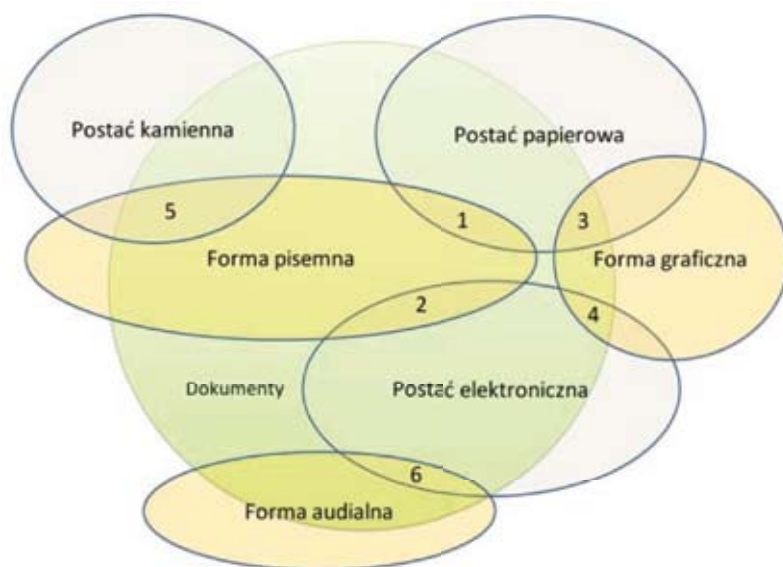 Postać kamienna
Postać papierowa
5
1
3
Forma pisemna
Forma graficzna
2
4
Dokumenty
Postać elektroniczna
6
Forma audialna